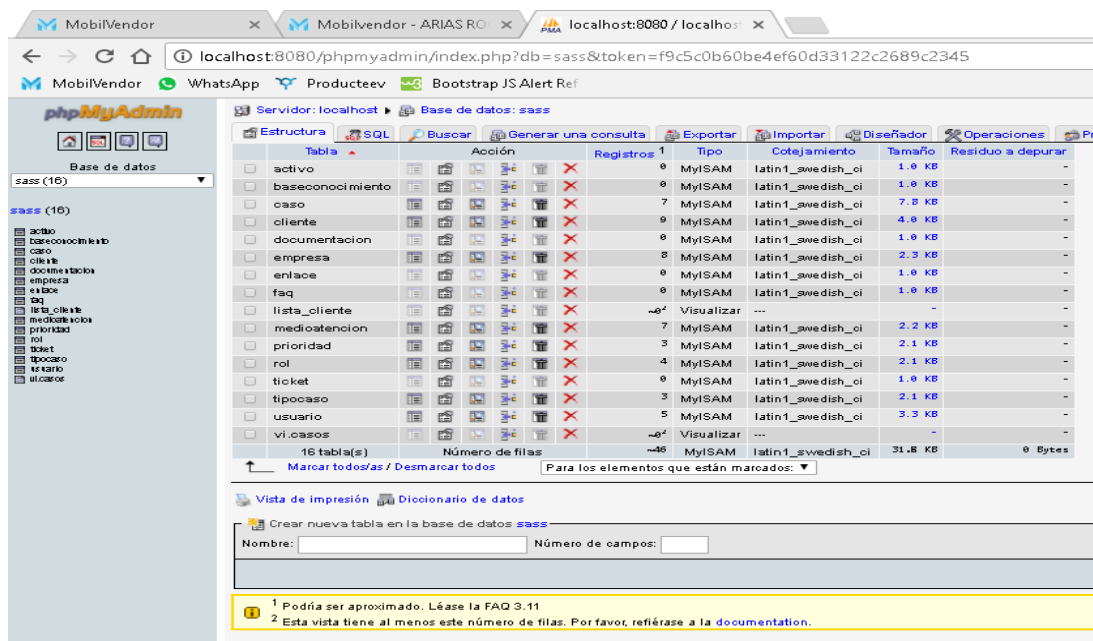 MobilVendor
Mobilvendor - ARIAS RO
localhost:8080 / localhost
localhost:8080/phpmyadmin/index.php?db=sass&token=f9c5c0b60be4ef60d33122c2689c2345
MobilVendor WhatsApp Producteev Bootstrap JS Alert Ref
phpMyAdmin
Base de datos
sass (16)
sass (16)
activo
baseconocimiento
caso
cliente
documentacion
empresa
enlace
faq
lista_cliente
medioatencion
prioridad
rol
ticket
tipocaso
usuario
vi.casos
Servidor: localhost Base de datos: sass
Estructura SQL Buscar Generar una consulta Exportar Importar Diseñador Operaciones Pr
Tabla Acción Registros 1 Tipo Cotejamiento Tamaño Residuo a depurar
activo 0 MyISAM latin1_swedish_ci 1.0 KB -
baseconocimiento 0 MyISAM latin1_swedish_ci 1.0 KB -
caso 7 MyISAM latin1_swedish_ci 7.8 KB -
cliente 9 MyISAM latin1_swedish_ci 4.0 KB -
documentacion 0 MyISAM latin1_swedish_ci 1.0 KB -
empresa 8 MyISAM latin1_swedish_ci 2.3 KB -
enlace 0 MyISAM latin1_swedish_ci 1.0 KB -
faq 0 MyISAM latin1_swedish_ci 1.0 KB -
lista_cliente ~0 2 Visualizar --- - -
medioatencion 7 MyISAM latin1_swedish_ci 2.2 KB -
prioridad 3 MyISAM latin1_swedish_ci 2.1 KB -
rol 4 MyISAM latin1_swedish_ci 2.1 KB -
ticket 0 MyISAM latin1_swedish_ci 1.0 KB -
tipocaso 3 MyISAM latin1_swedish_ci 2.1 KB -
usuario 5 MyISAM latin1_swedish_ci 3.3 KB -
vi.casos ~0 2 Visualizar --- - -
16 tabla(s) Número de filas ~46 MyISAM latin1_swedish_ci 31.8 KB 0 Bytes
Marcar todos/as / Desmarcar todos Para los elementos que están marcados:
Vista de impresión Diccionario de datos
Crear nueva tabla en la base de datos sass
Nombre: Número de campos:
1 Podría ser aproximado. Léase la FAQ 3.11
2 Esta vista tiene al menos este número de filas. Por favor, refiérase a la documentation.